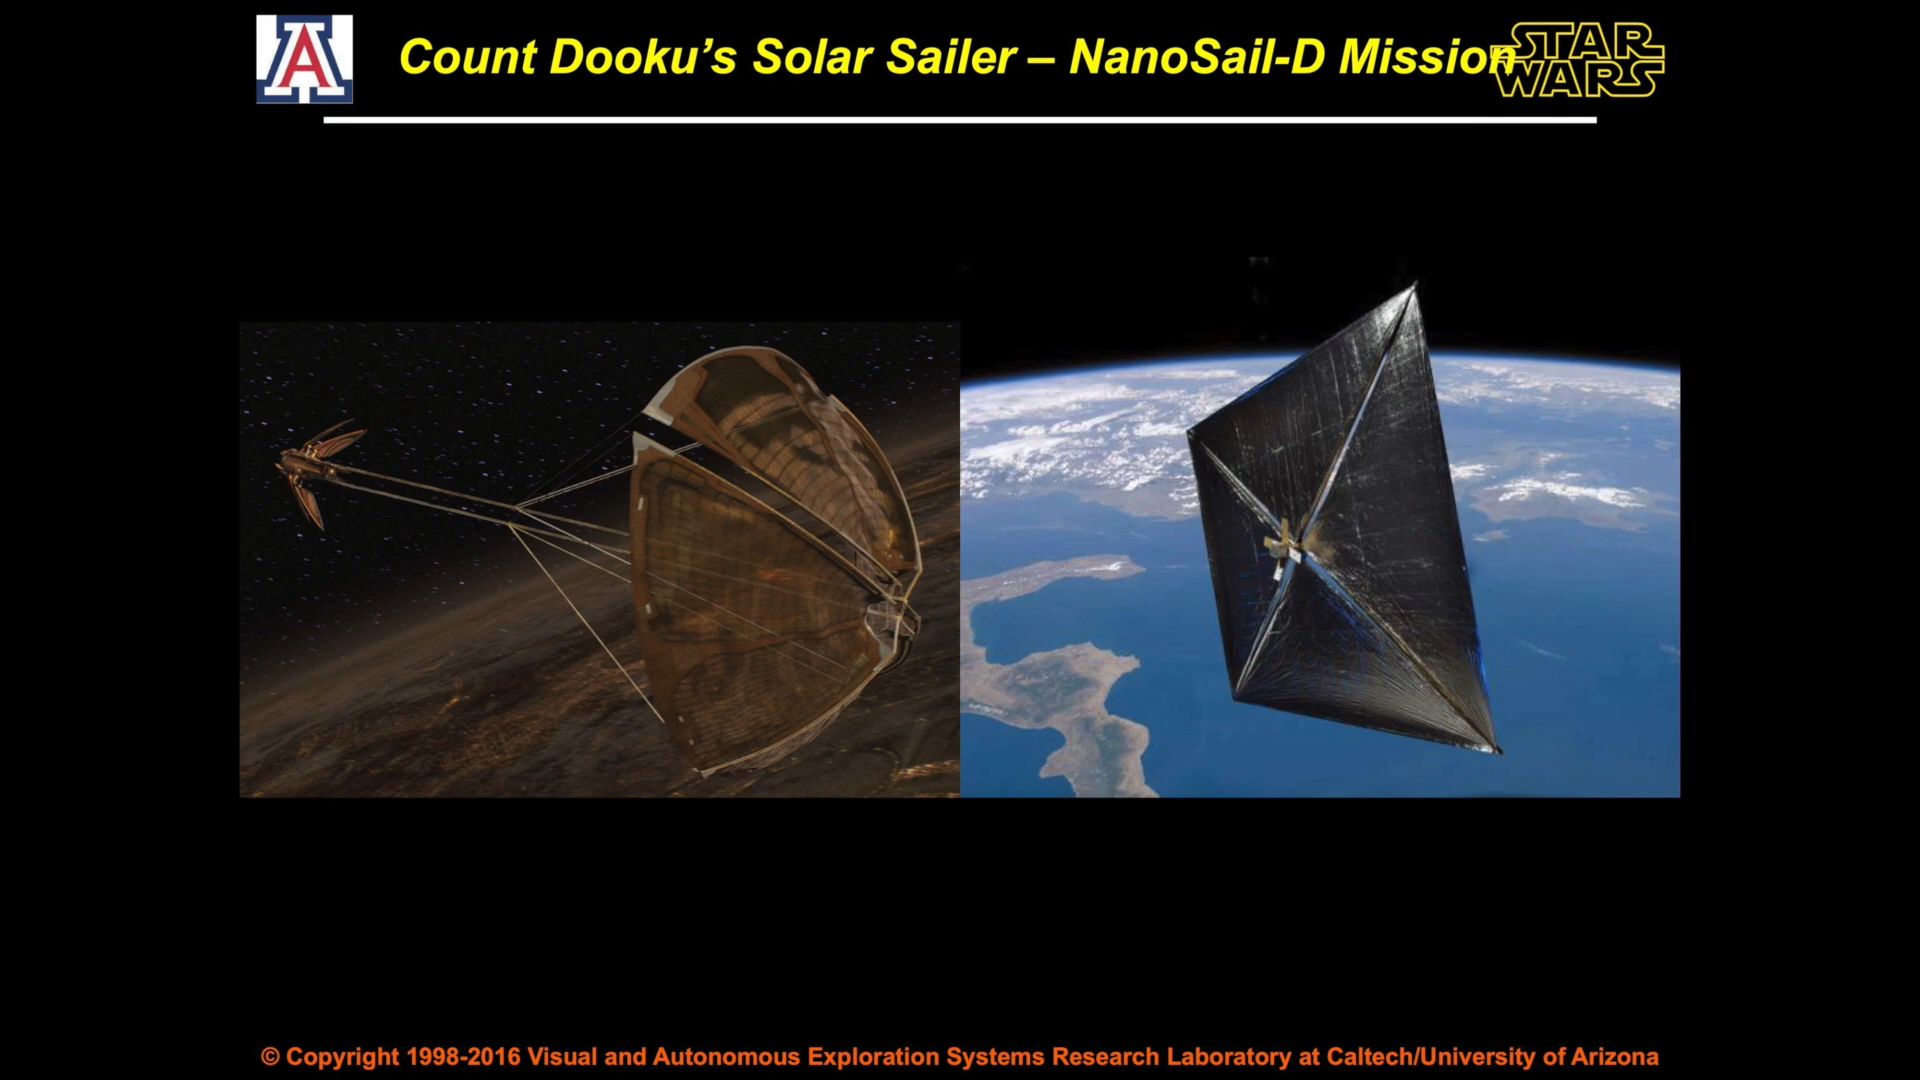 A
Count Dooku’s Solar Sailer – NanoSail-D Mission
STAR
WARS
© Copyright 1998-2016 Visual and Autonomous Exploration Systems Research Laboratory at Caltech/University of Arizona